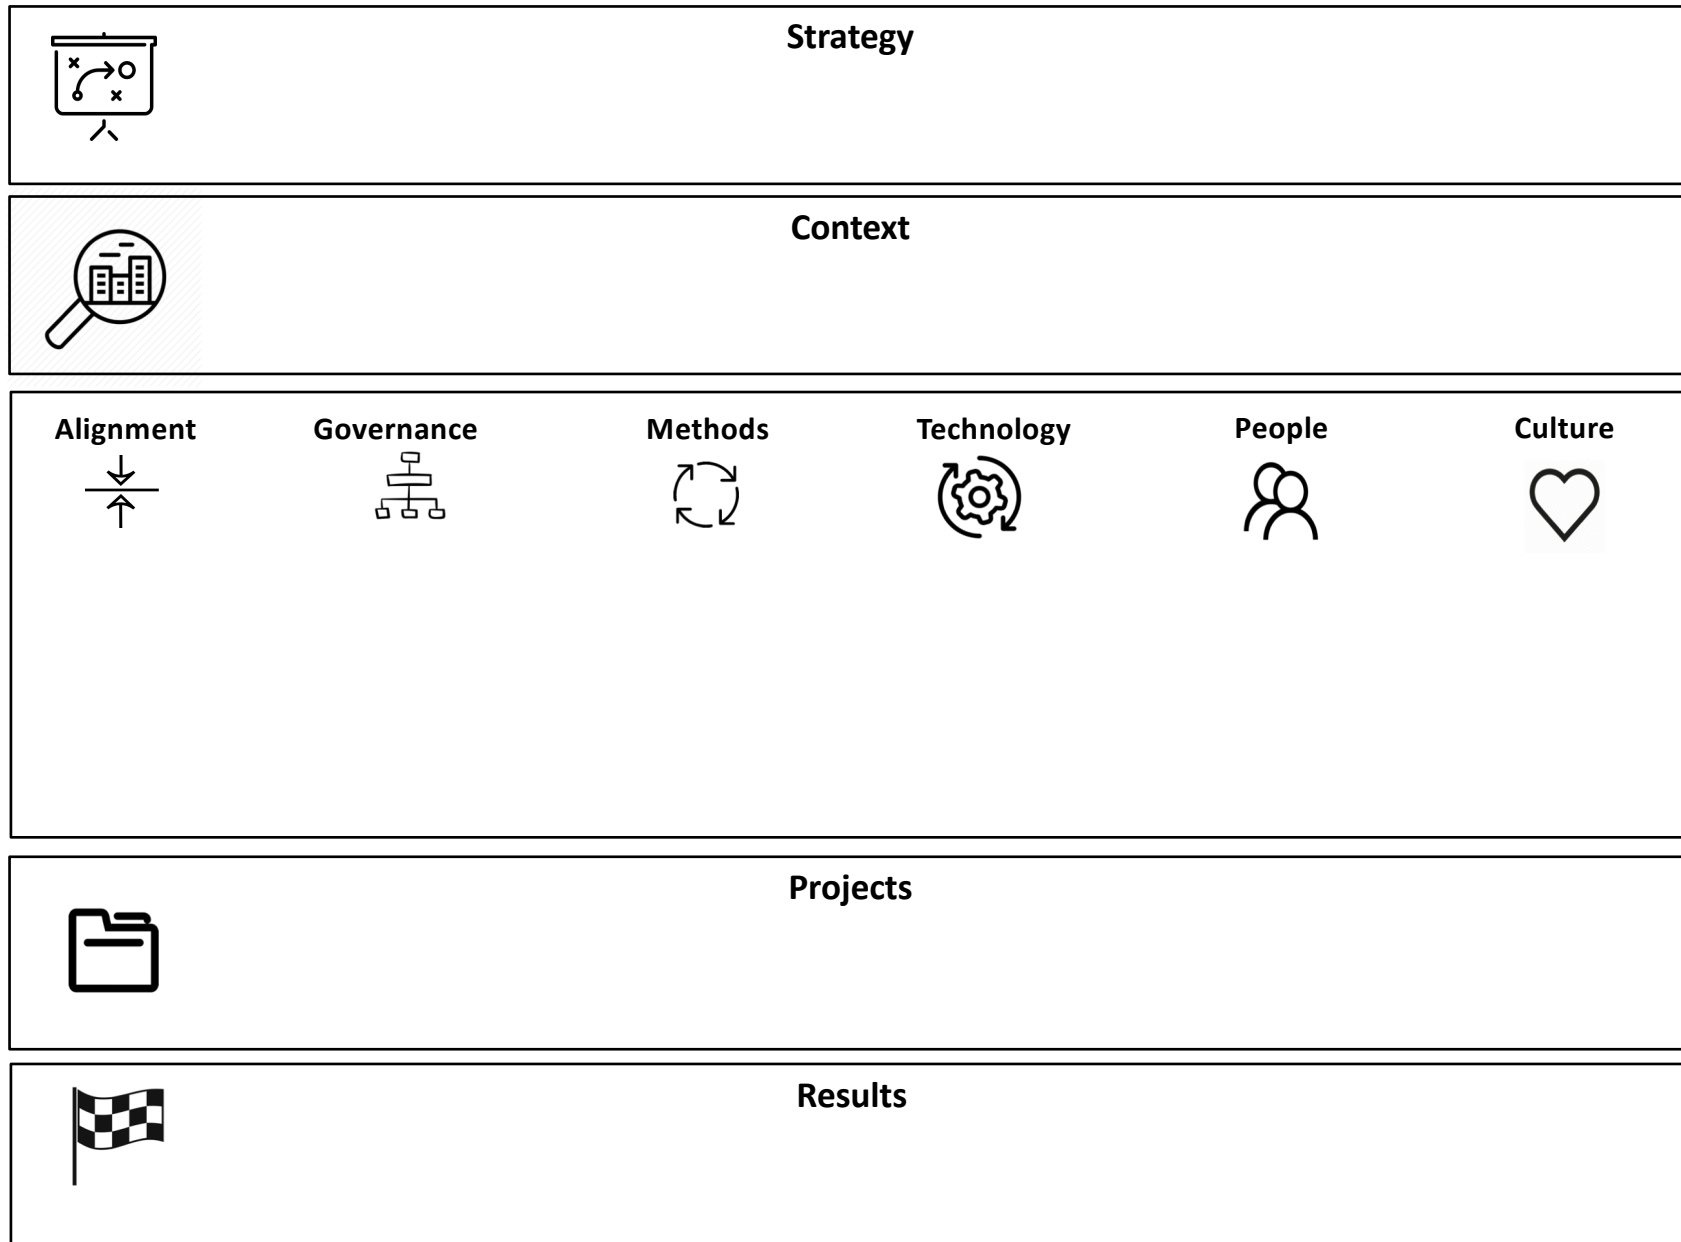 Strategy
Context
Alignment Governance Methods Technology People Culture
Projects
Results